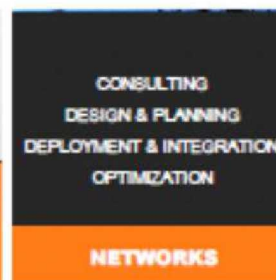 CONSULTING
DESIGN & PLANNING
DEPLOYMENT & INTEGRATION
OPTIMIZATION
NETWORKS